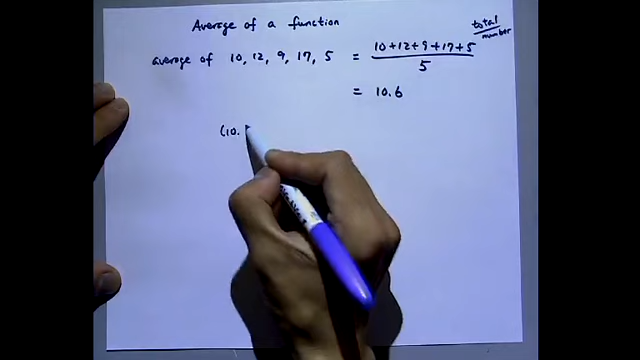 Average of a function
total
number
average of 10, 12, 9, 17, 5 = 10+12+9+17+5
5
= 10.6
(10.